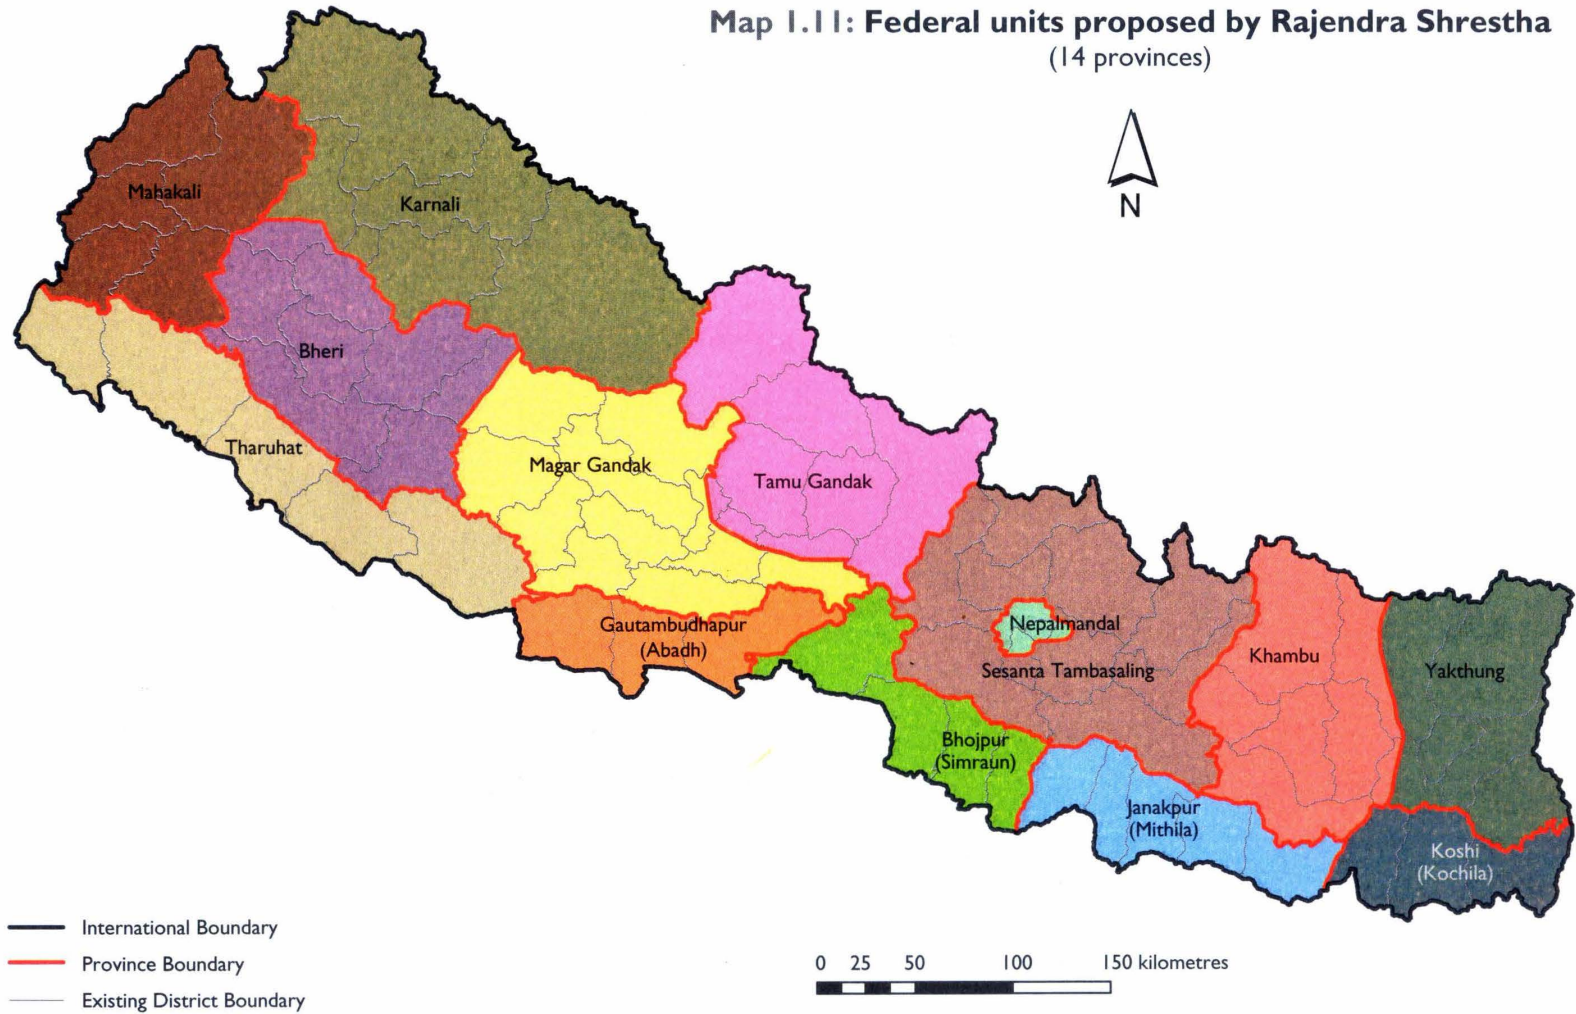 Map 1.11: Federal units proposed by Rajendra Shrestha
(14 provinces)
N
Mahakali
Karnali
Bheri
Tharuhat
Magar Gandak
Tamu Gandak
Gautambudhapur
(Abadh)
Nepalmandal
Sesanta Tambasaling
Khambu
Yakthung
Bhojpur
(Simraun)
Janakpur
(Mithila)
Koshi
(Kochila)
International Boundary
Province Boundary
Existing District Boundary
0 25 50 100 150 kilometres